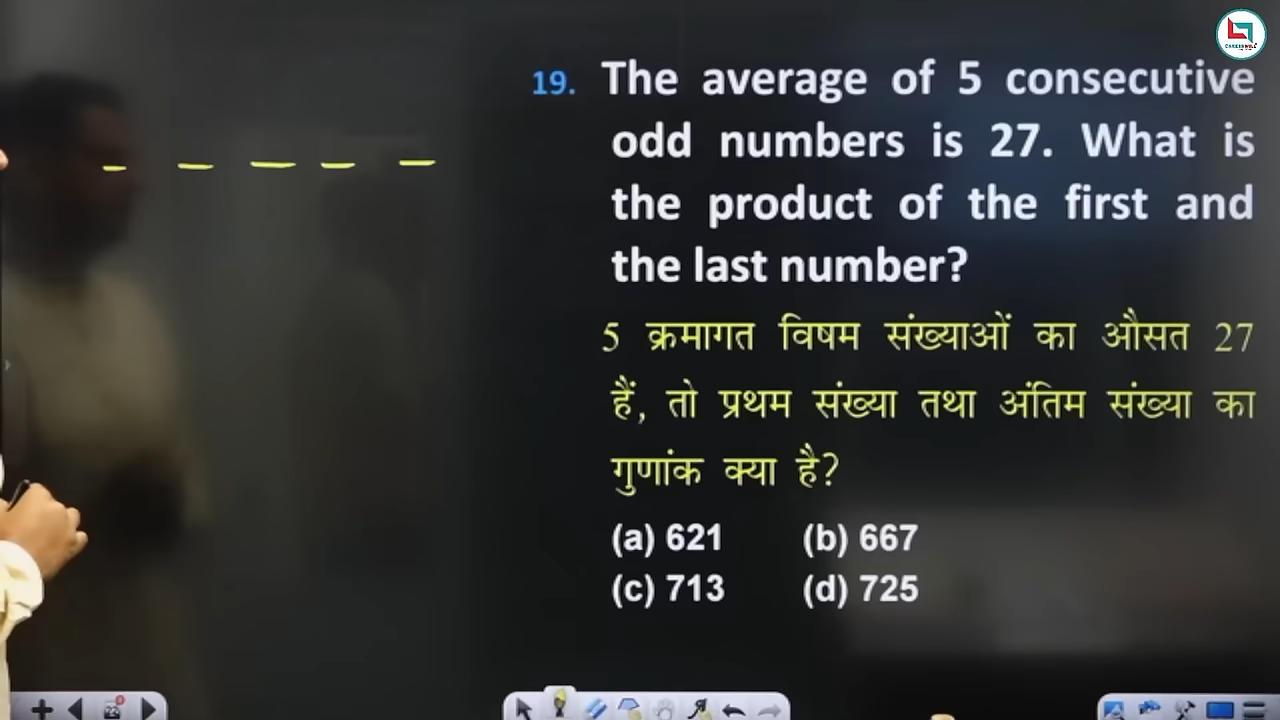 CAREERWILL
19. The average of 5 consecutive
odd numbers is 27. What is
the product of the first and
the last number?
5 क्रमागत विषम संख्याओं का औसत 27
हैं, तो प्रथम संख्या तथा अंतिम संख्या का
गुणांक क्या है?
(a) 621 (b) 667
(c) 713 (d) 725